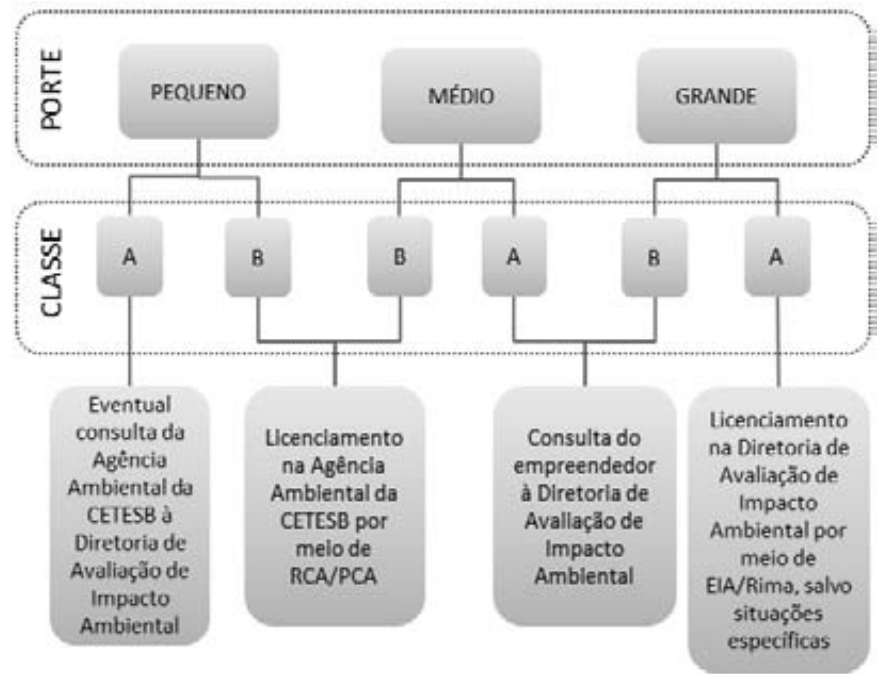 PORTE
PEQUENO
MÉDIO
GRANDE
CLASSE
A
B
B
A
B
A
Eventual
consulta da
Agência
Ambiental da
CETESB à
Diretoria de
Avaliação de
Impacto
Ambiental
Licenciamento
na Agência
Ambiental da
CETESB por
meio de
RCA/PCA
Consulta do
empreendedor
à Diretoria de
Avaliação de
Impacto
Ambiental
Licenciamento
na Diretoria de
Avaliação de
Impacto
Ambiental por
meio de
EIA/Rima, salvo
situações
específicas